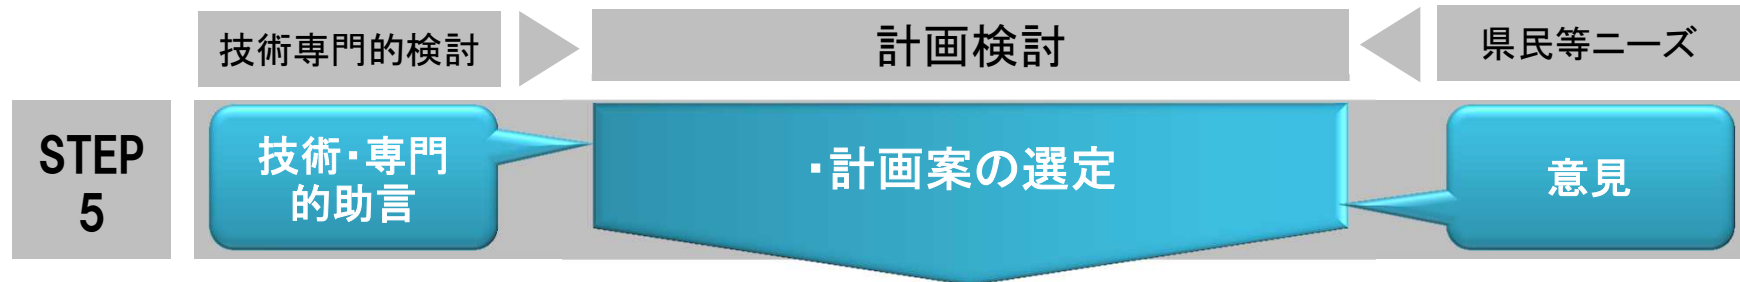 技術専門的検討
計画検討
県民等ニーズ
STEP
5
技術・専門
的助言
・計画案の選定
意見